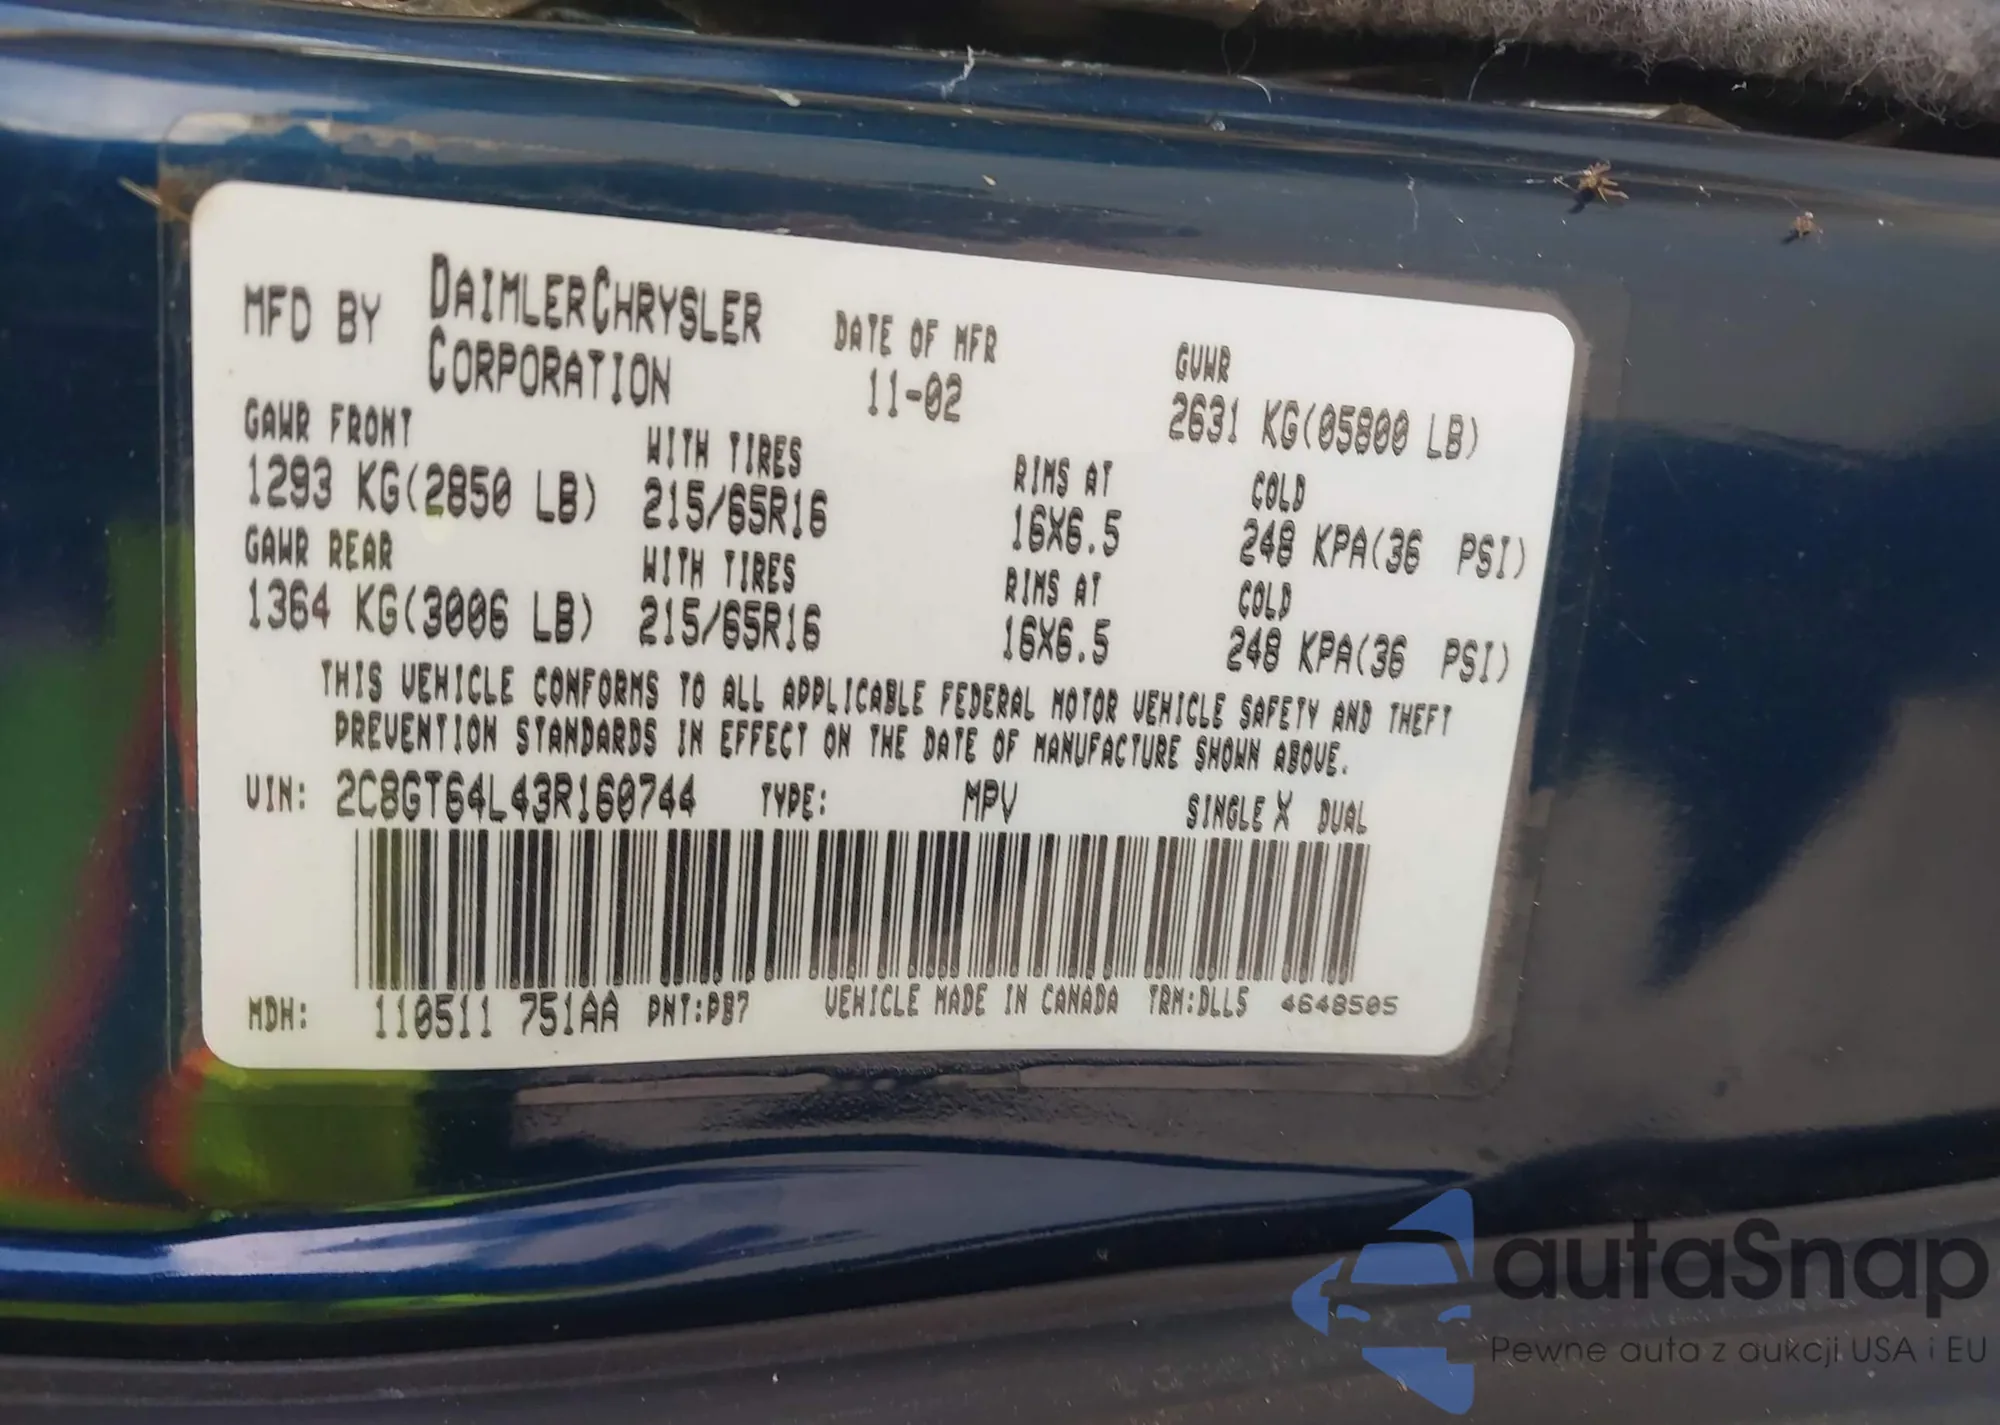 MFD BY DAIMLERCHRYSLER CORPORATION
DATE OF MFR
11-02
GVWR
2631 KG(05800 LB)
GAWR FRONT
1293 KG(2850 LB)
WITH TIRES
215/65R16
RIMS AT
16X6.5
COLD
248 KPA(36 PSI)
GAWR REAR
1364 KG(3006 LB)
WITH TIRES
215/65R16
RIMS AT
16X6.5
COLD
248 KPA(36 PSI)
THIS VEHICLE CONFORMS TO ALL APPLICABLE FEDERAL MOTOR VEHICLE SAFETY AND THEFT
PREVENTION STANDARDS IN EFFECT ON THE DATE OF MANUFACTURE SHOWN ABOVE.
VIN: 2C8GT64L43R160744 TYPE: MPV SINGLE X DUAL
MDH: 110511 751AA PNT:PB7 VEHICLE MADE IN CANADA TRM:DLL5 4648505
autaSnap
Pewne auta z aukcji USA i EU